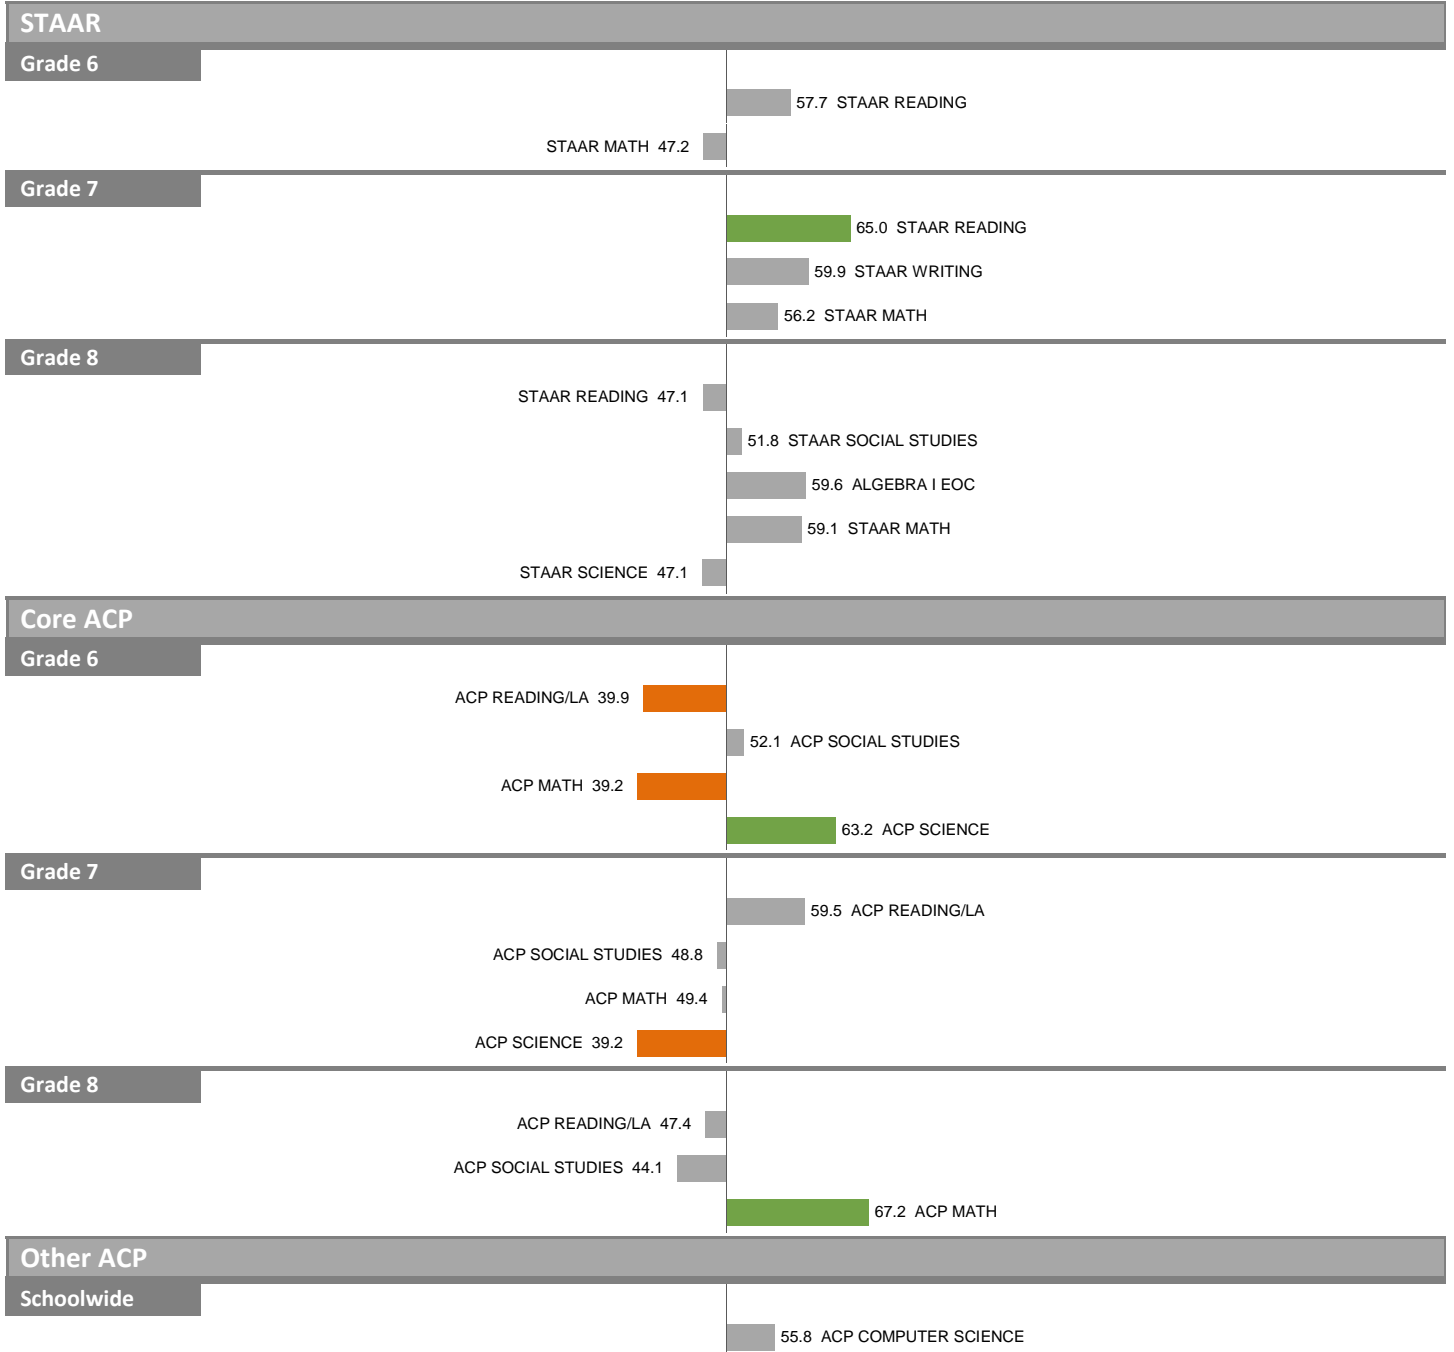 STAAR
Grade 6
57.7 STAAR READING
STAAR MATH 47.2
Grade 7
65.0 STAAR READING
59.9 STAAR WRITING
56.2 STAAR MATH
Grade 8
STAAR READING 47.1
51.8 STAAR SOCIAL STUDIES
59.6 ALGEBRA I EOC
59.1 STAAR MATH
STAAR SCIENCE 47.1
Core ACP
Grade 6
ACP READING/LA 39.9
52.1 ACP SOCIAL STUDIES
ACP MATH 39.2
63.2 ACP SCIENCE
Grade 7
59.5 ACP READING/LA
ACP SOCIAL STUDIES 48.8
ACP MATH 49.4
ACP SCIENCE 39.2
Grade 8
ACP READING/LA 47.4
ACP SOCIAL STUDIES 44.1
67.2 ACP MATH
Other ACP
Schoolwide
55.8 ACP COMPUTER SCIENCE